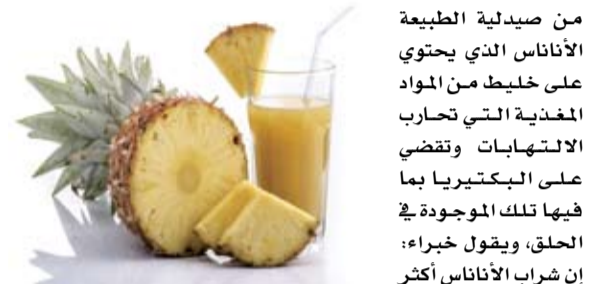 من صيدلية الطبيعة
الأناناس الذي يحتوي
على خليط من المواد
المغذية التي تحارب
الالتهابات وتقضي
على البكتيريا بما
فيها تلك الموجودة في
الحلق، ويقول خبراء:
إن شراب الأناناس أكثر